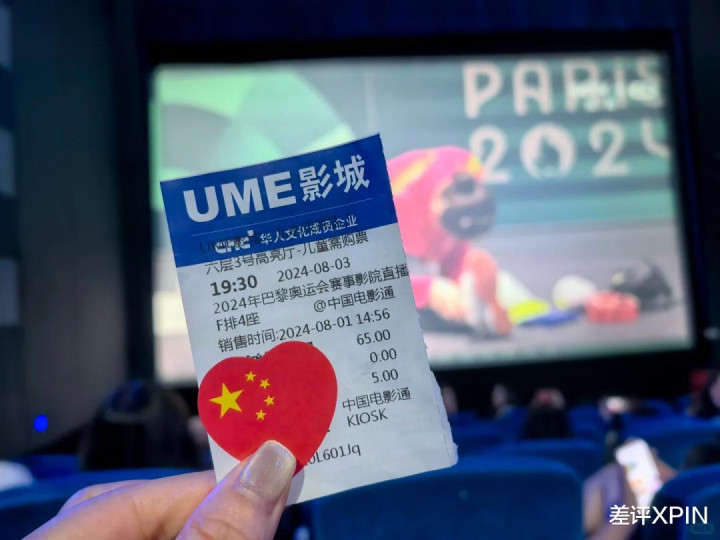 PARIS
2024
UME影城
华人文化成员企业
六层3号高亮厅-儿童需购票
19:30 2024-08-03
2024年巴黎奥运会赛事影院直播
F排4座 @中国电影通
销售时间:2024-08-01 14:56
65.00
0.00
5.00
中国电影通
KIOSK
差评XPIN